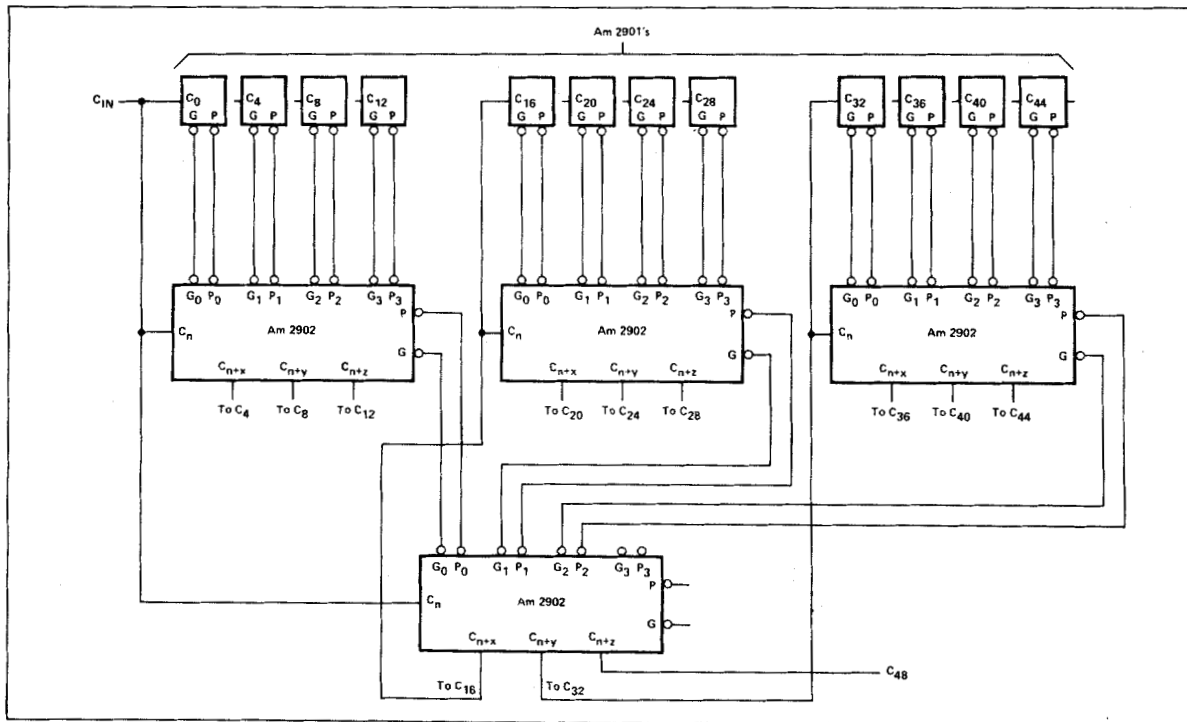 Am 2901's
C_IN
C_0 C_4 C_8 C_12 C_16 C_20 C_24 C_28 C_32 C_36 C_40 C_44
G P G P G P G P G P G P G P G P G P G P G P G P
G_0 P_0 G_1 P_1 G_2 P_2 G_3 P_3 G_0 P_0 G_1 P_1 G_2 P_2 G_3 P_3 G_0 P_0 G_1 P_1 G_2 P_2 G_3 P_3
P P P
C_n Am 2902 C_n Am 2902 C_n Am 2902
G G G
C_n+x C_n+y C_n+z C_n+x C_n+y C_n+z C_n+x C_n+y C_n+z
To C_4 To C_8 To C_12 To C_20 To C_24 To C_28 To C_36 To C_40 To C_44
G_0 P_0 G_1 P_1 G_2 P_2 G_3 P_3
P
C_n Am 2902
G
C_n+x C_n+y C_n+z
C_48
To C_16 To C_32